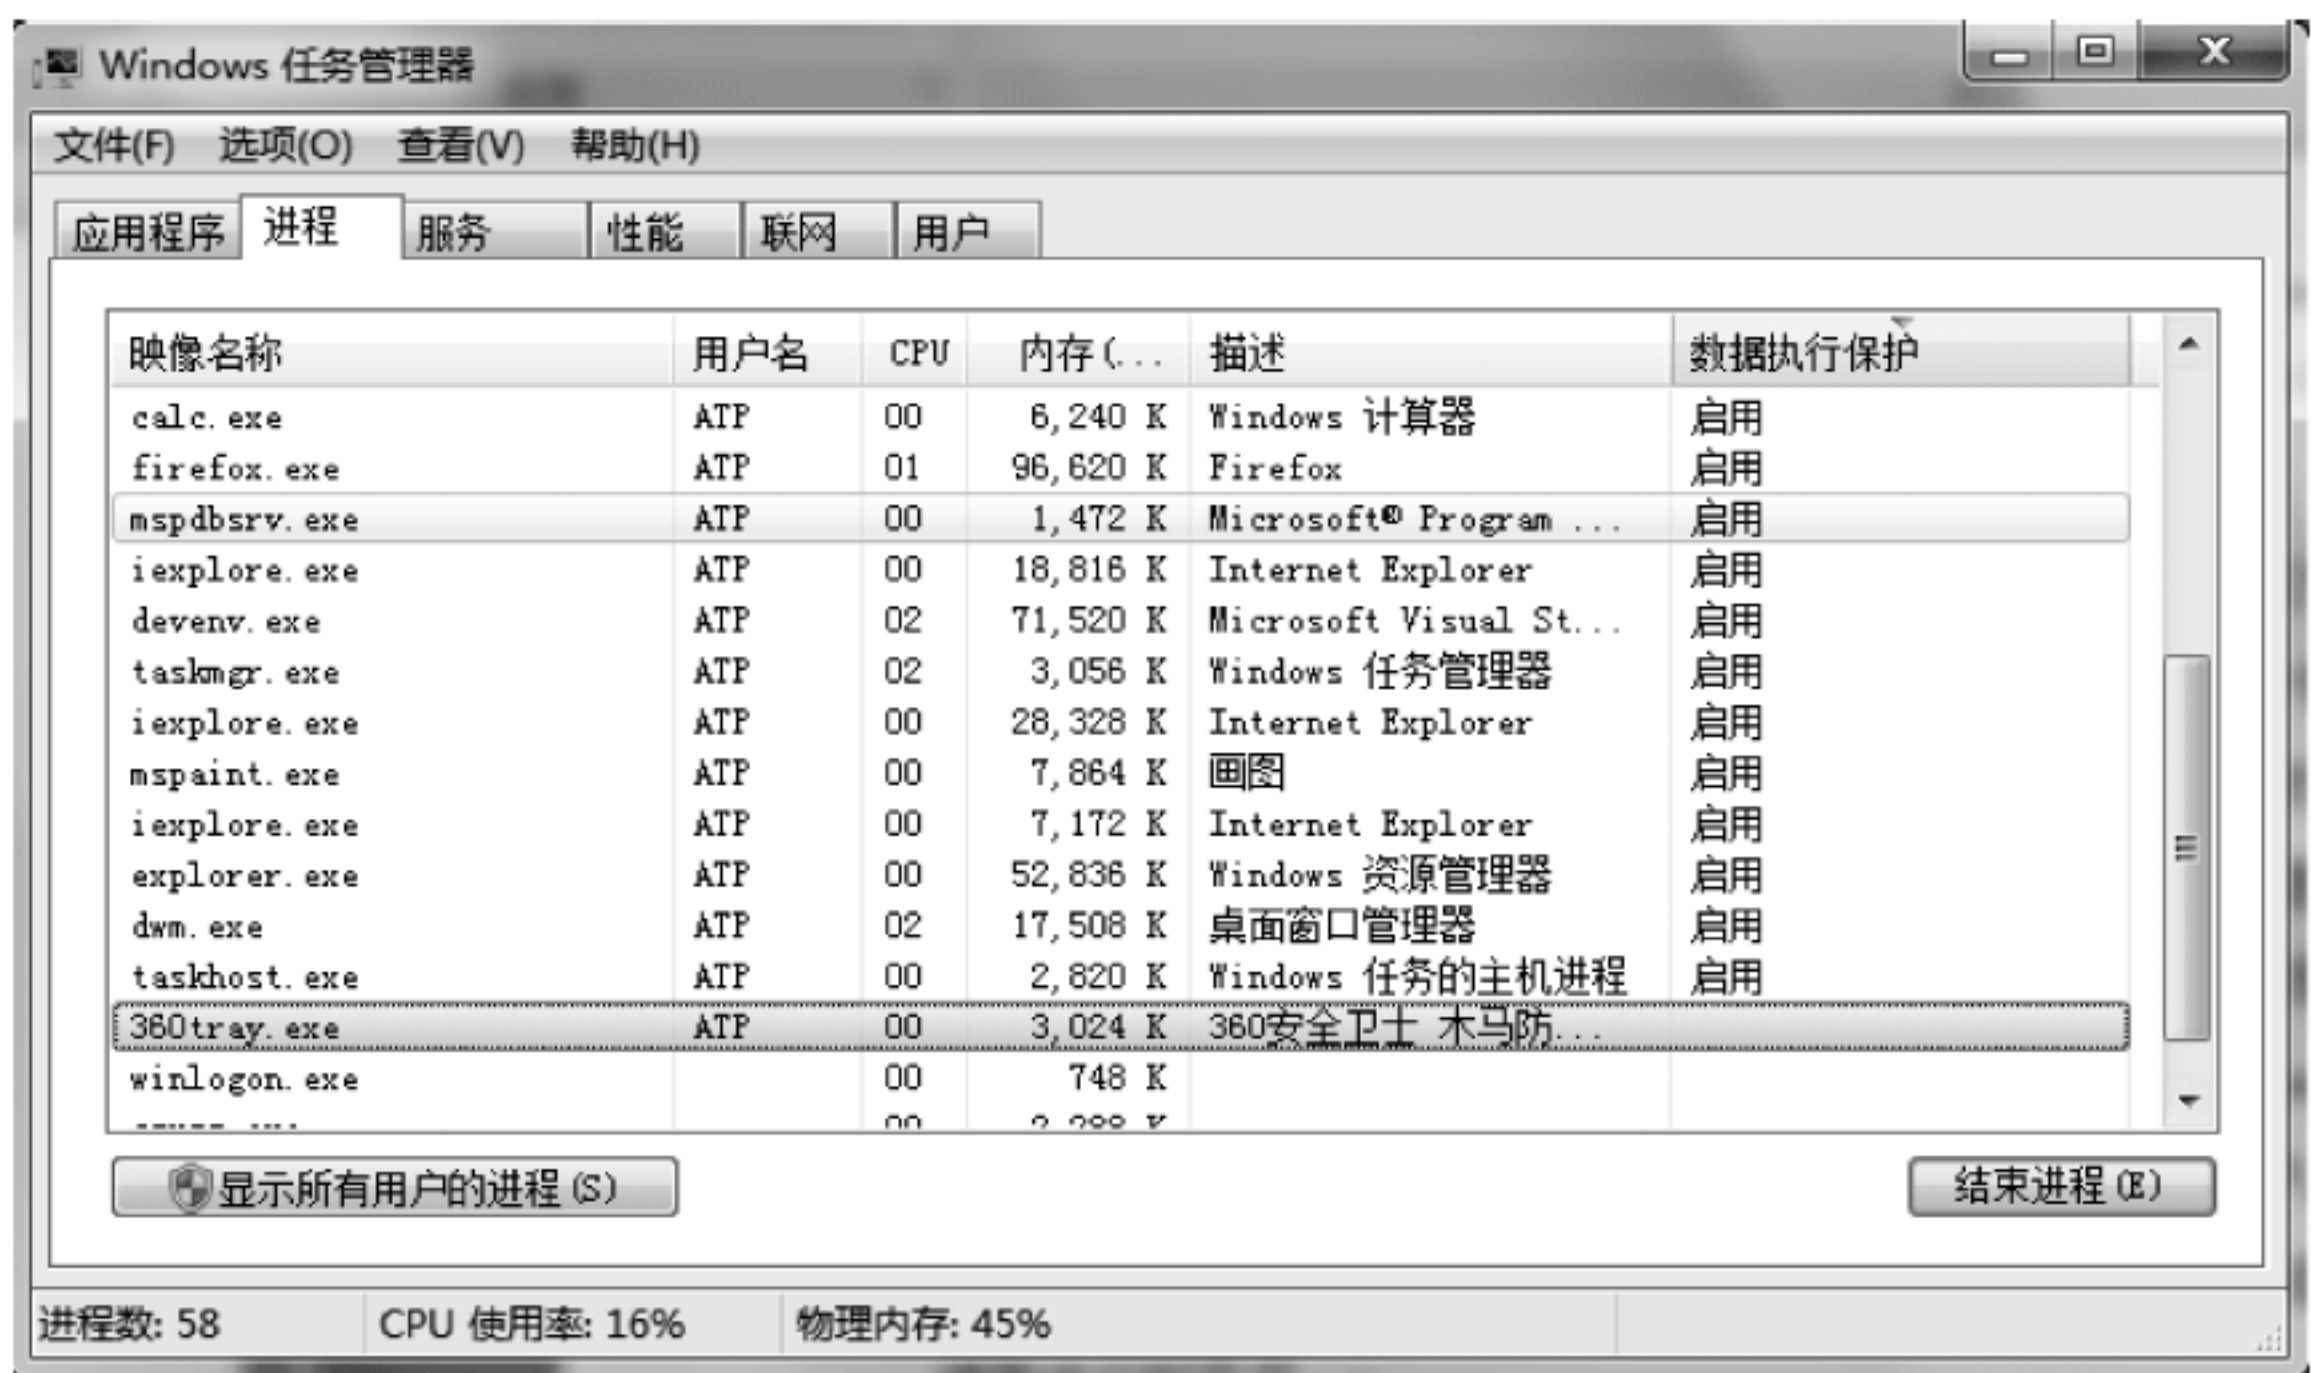 Windows 任务管理器
文件(F) 选项(O) 查看(V) 帮助(H)
应用程序 进程 服务 性能 联网 用户
映像名称 用户名 CPU 内存(... 描述 数据执行保护
calc.exe ATP 00 6,240 K Windows 计算器 启用
firefox.exe ATP 01 96,620 K Firefox 启用
mspdbsrv.exe ATP 00 1,472 K Microsoft® Program ... 启用
iexplore.exe ATP 00 18,816 K Internet Explorer 启用
devenv.exe ATP 02 71,520 K Microsoft Visual St... 启用
taskmgr.exe ATP 02 3,056 K Windows 任务管理器 启用
iexplore.exe ATP 00 28,328 K Internet Explorer 启用
mspaint.exe ATP 00 7,864 K 画图 启用
iexplore.exe ATP 00 7,172 K Internet Explorer 启用
explorer.exe ATP 00 52,836 K Windows 资源管理器 启用
dwm.exe ATP 02 17,508 K 桌面窗口管理器 启用
taskhost.exe ATP 00 2,820 K Windows 任务的主机进程 启用
360tray.exe ATP 00 3,024 K 360安全卫士 木马防...
winlogon.exe 00 748 K
显示所有用户的进程(S) 结束进程(E)
进程数: 58 CPU 使用率: 16% 物理内存: 45%